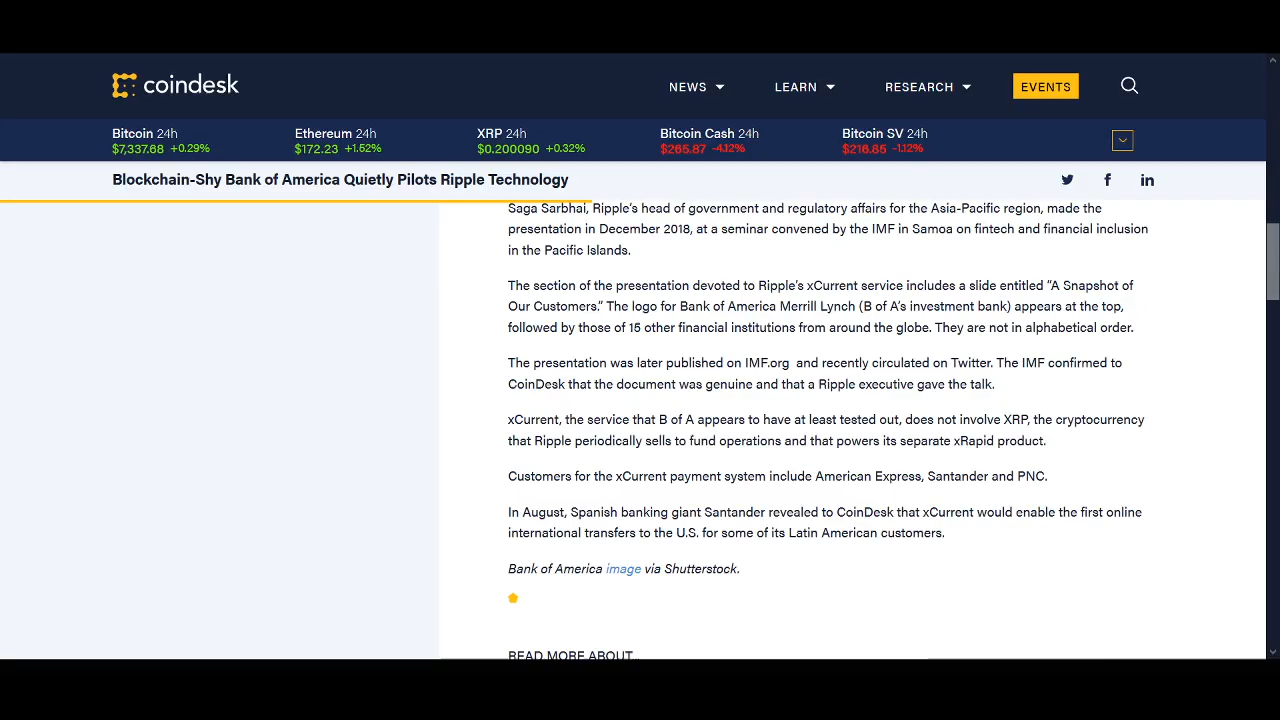 coindesk
NEWS
LEARN
RESEARCH
EVENTS
Bitcoin 24h
$7,337.68 +0.29%
Ethereum 24h
$172.23 +1.52%
XRP 24h
$0.200090 +0.32%
Bitcoin Cash 24h
$265.87 -4.12%
Bitcoin SV 24h
$216.85 -1.12%
Blockchain-Shy Bank of America Quietly Pilots Ripple Technology
Saga Sarbhai, Ripple’s head of government and regulatory affairs for the Asia-Pacific region, made the
presentation in December 2018, at a seminar convened by the IMF in Samoa on fintech and financial inclusion
in the Pacific Islands.
The section of the presentation devoted to Ripple’s xCurrent service includes a slide entitled “A Snapshot of
Our Customers.” The logo for Bank of America Merrill Lynch (B of A’s investment bank) appears at the top,
followed by those of 15 other financial institutions from around the globe. They are not in alphabetical order.
The presentation was later published on IMF.org and recently circulated on Twitter. The IMF confirmed to
CoinDesk that the document was genuine and that a Ripple executive gave the talk.
xCurrent, the service that B of A appears to have at least tested out, does not involve XRP, the cryptocurrency
that Ripple periodically sells to fund operations and that powers its separate xRapid product.
Customers for the xCurrent payment system include American Express, Santander and PNC.
In August, Spanish banking giant Santander revealed to CoinDesk that xCurrent would enable the first online
international transfers to the U.S. for some of its Latin American customers.
Bank of America image via Shutterstock.
READ MORE ABOUT...